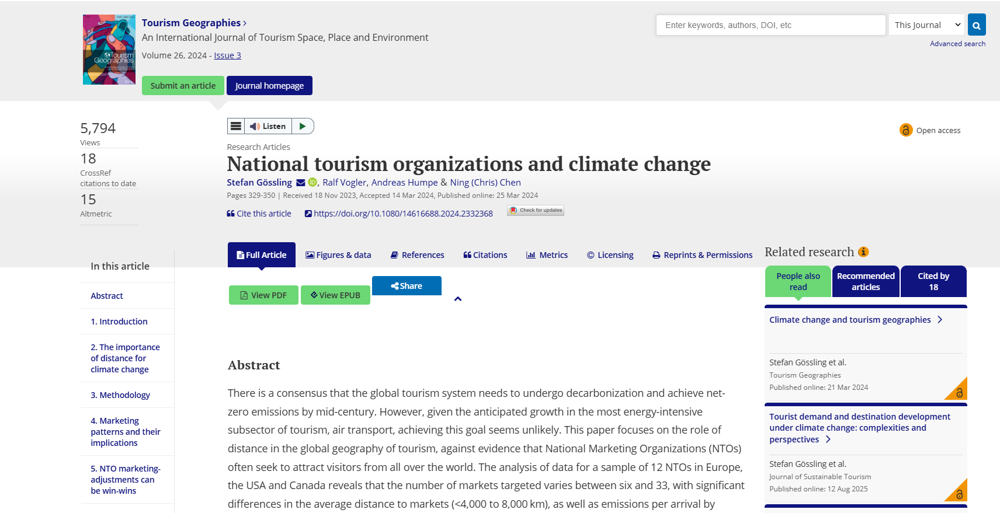 Tourism Geographies
An International Journal of Tourism Space, Place and Environment
Volume 26, 2024 - Issue 3
Submit an article
Journal homepage
Enter keywords, authors, DOI, etc
This Journal
Advanced search
Tourism
Geographies
5,794
Views
18
CrossRef
citations to date
15
Altmetric
Listen
Open access
Research Articles
National tourism organizations and climate change
Stefan Gössling iD, Ralf Vogler, Andreas Humpe & Ning (Chris) Chen
Pages 329-350 | Received 18 Nov 2023, Accepted 14 Mar 2024, Published online: 25 Mar 2024
Cite this article https://doi.org/10.1080/14616688.2024.2332368 Check for updates
In this article
Abstract
1. Introduction
2. The importance
of distance for
climate change
3. Methodology
4. Marketing
patterns and their
implications
5. NTO marketing-
adjustments can
be win-wins
Full Article Figures & data References Citations Metrics Licensing Reprints & Permissions
View PDF View EPUB Share
Abstract
There is a consensus that the global tourism system needs to undergo decarbonization and achieve net-
zero emissions by mid-century. However, given the anticipated growth in the most energy-intensive
subsector of tourism, air transport, achieving this goal seems unlikely. This paper focuses on the role of
distance in the global geography of tourism, against evidence that National Marketing Organizations (NTOs)
often seek to attract visitors from all over the world. The analysis of data for a sample of 12 NTOs in Europe,
the USA and Canada reveals that the number of markets targeted varies between six and 33, with significant
differences in the average distance to markets (<4,000 to 8,000 km), as well as emissions per arrival by
Related research
People also
read
Recommended
articles
Cited by
18
Climate change and tourism geographies
Stefan Gössling et al.
Tourism Geographies
Published online: 21 Mar 2024
Tourist demand and destination development
under climate change: complexities and
perspectives
Stefan Gössling et al.
Journal of Sustainable Tourism
Published online: 12 Aug 2025